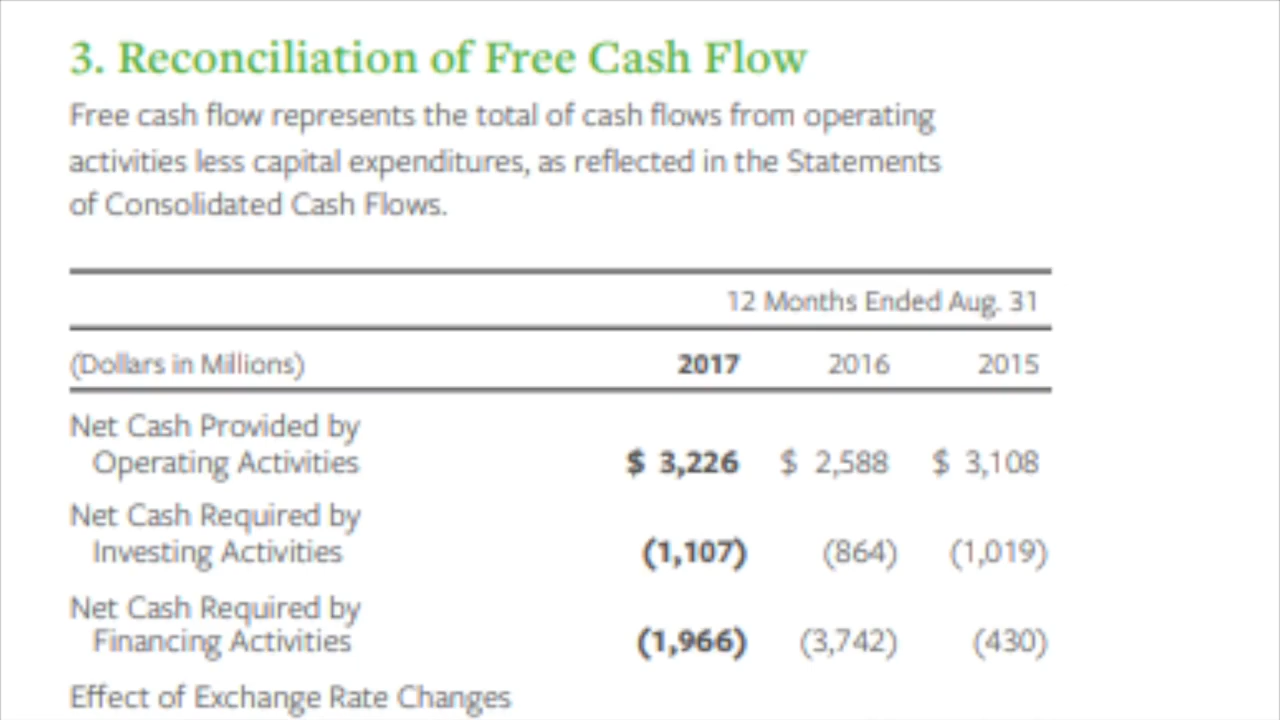 3. Reconciliation of Free Cash Flow
Free cash flow represents the total of cash flows from operating
activities less capital expenditures, as reflected in the Statements
of Consolidated Cash Flows.
12 Months Ended Aug. 31
(Dollars in Millions) 2017 2016 2015
Net Cash Provided by
Operating Activities $ 3,226 $ 2,588 $ 3,108
Net Cash Required by
Investing Activities (1,107) (864) (1,019)
Net Cash Required by
Financing Activities (1,966) (3,742) (430)
Effect of Exchange Rate Changes